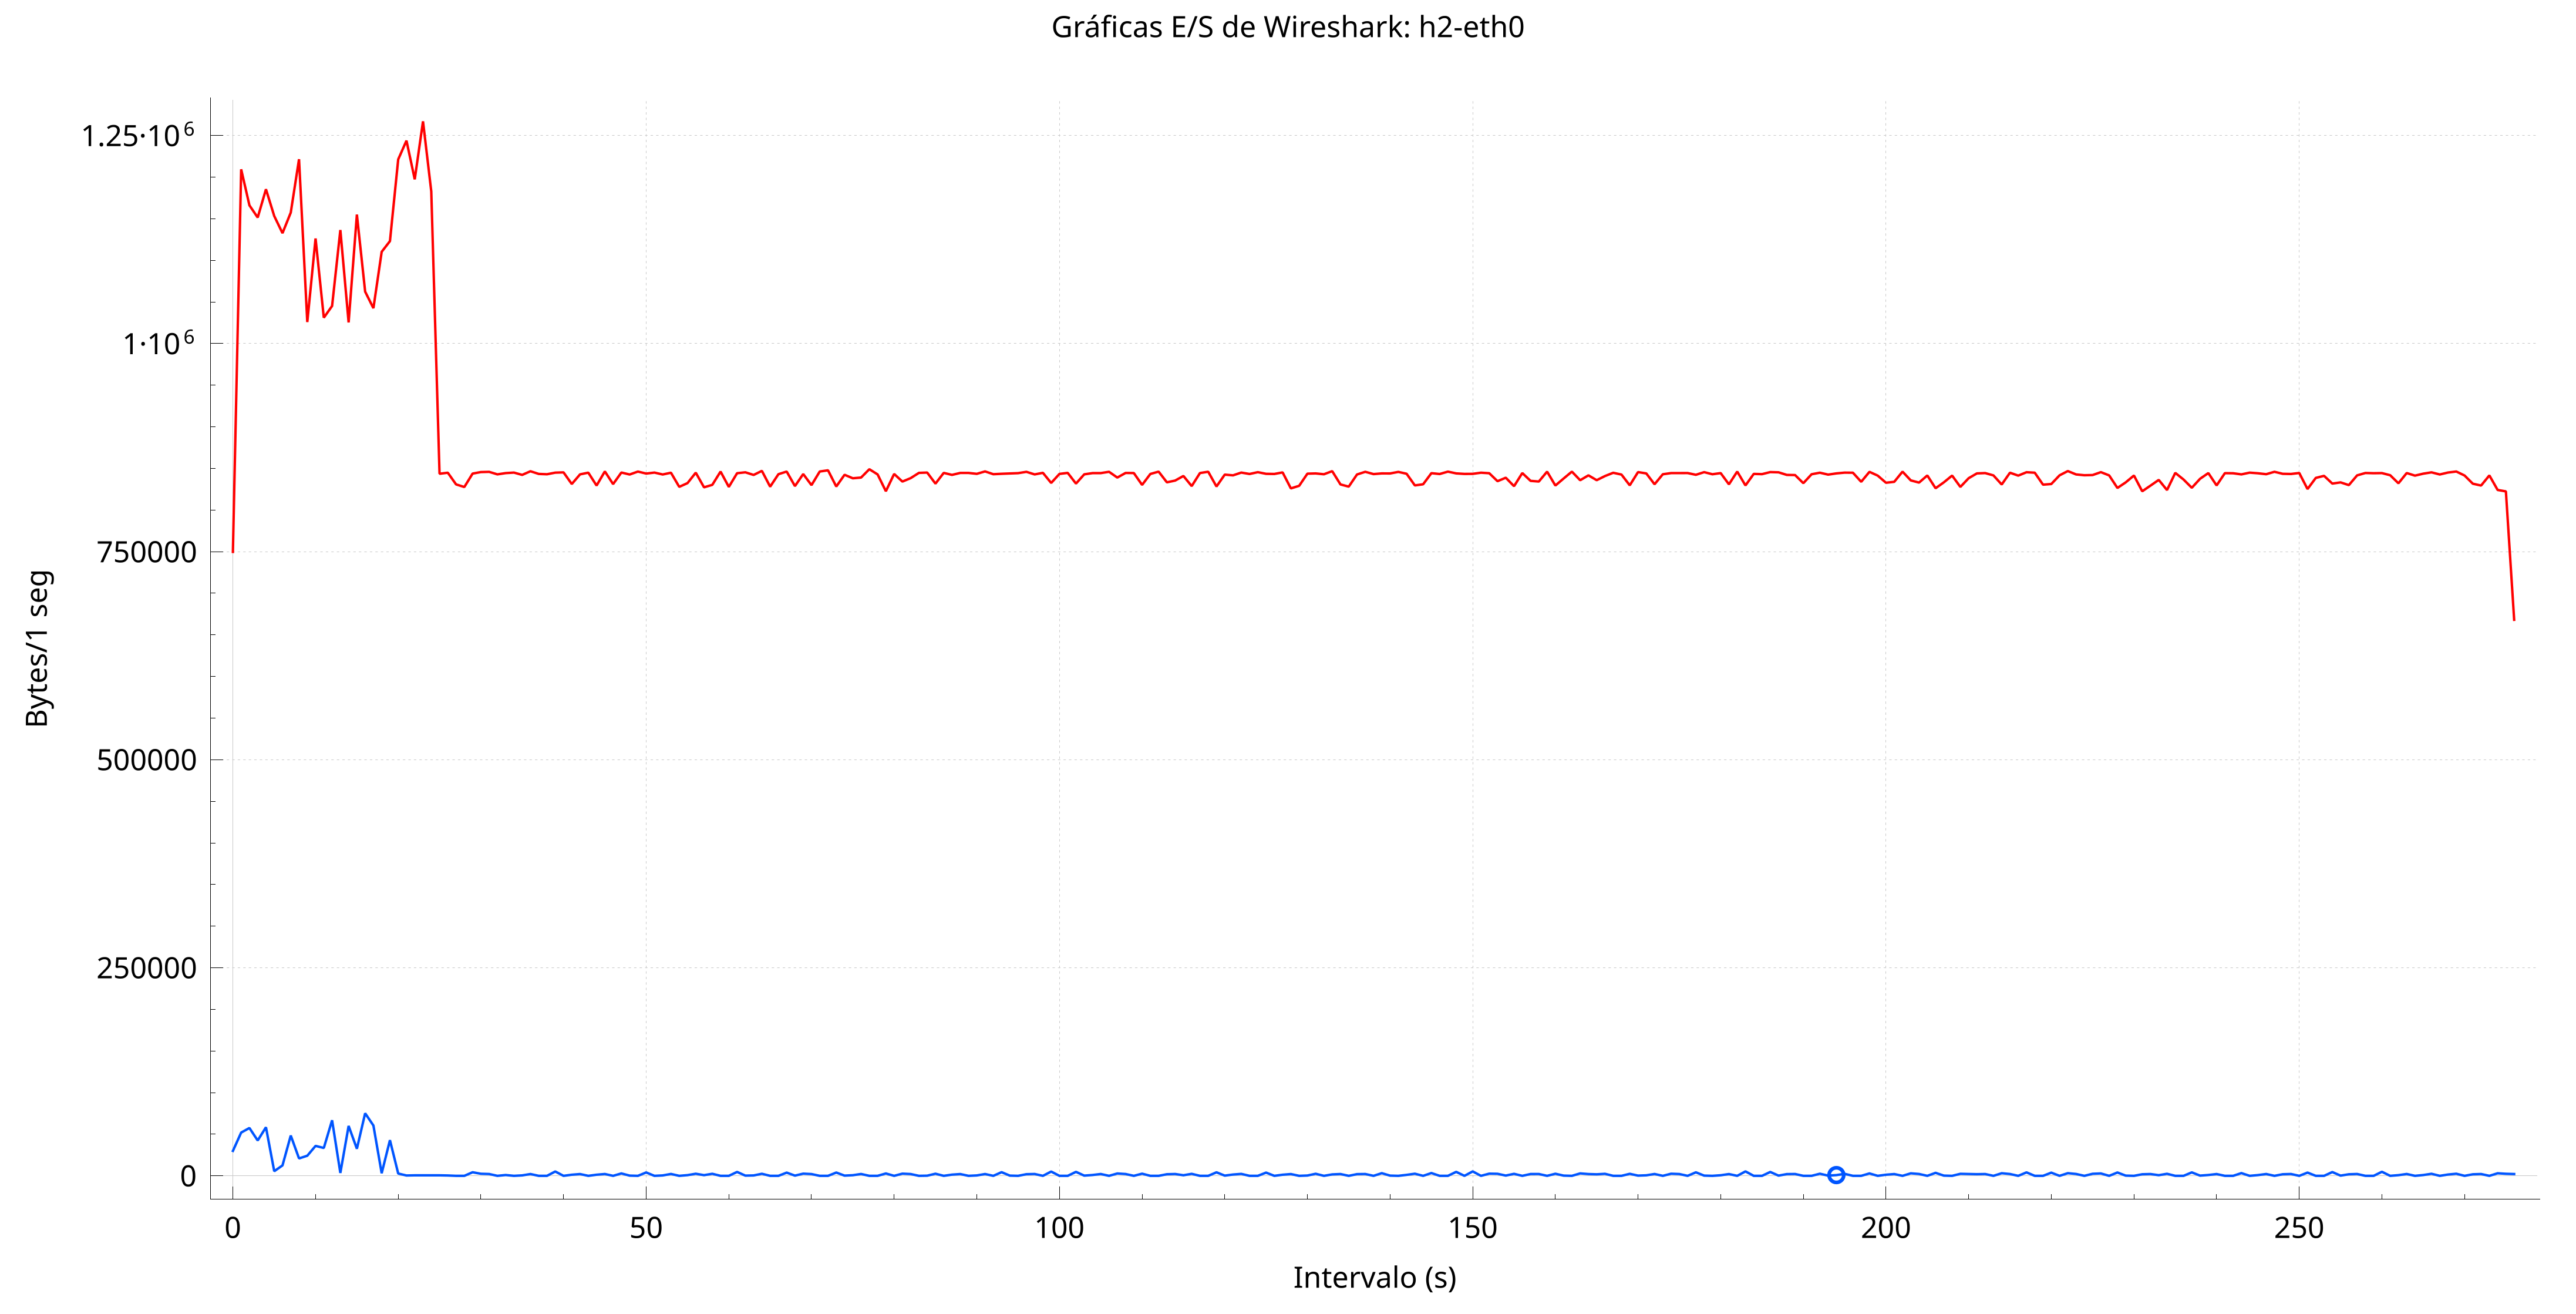 Gráficas E/S de Wireshark: h2-eth0
1.25·10⁶
1·10⁶
750000
500000
250000
0
Bytes/1 seg
0 50 100 150 200 250
Intervalo (s)